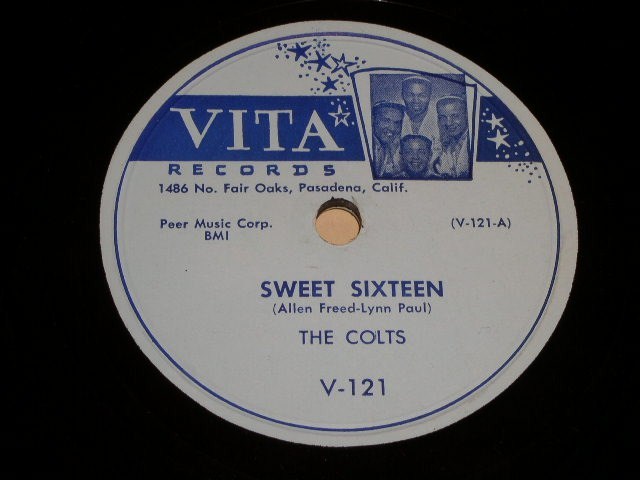 VITA
RECORDS
1486 No. Fair Oaks, Pasadena, Calif.
Peer Music Corp.
BMI
(V-121-A)
SWEET SIXTEEN
(Allen Freed-Lynn Paul)
THE COLTS
V-121